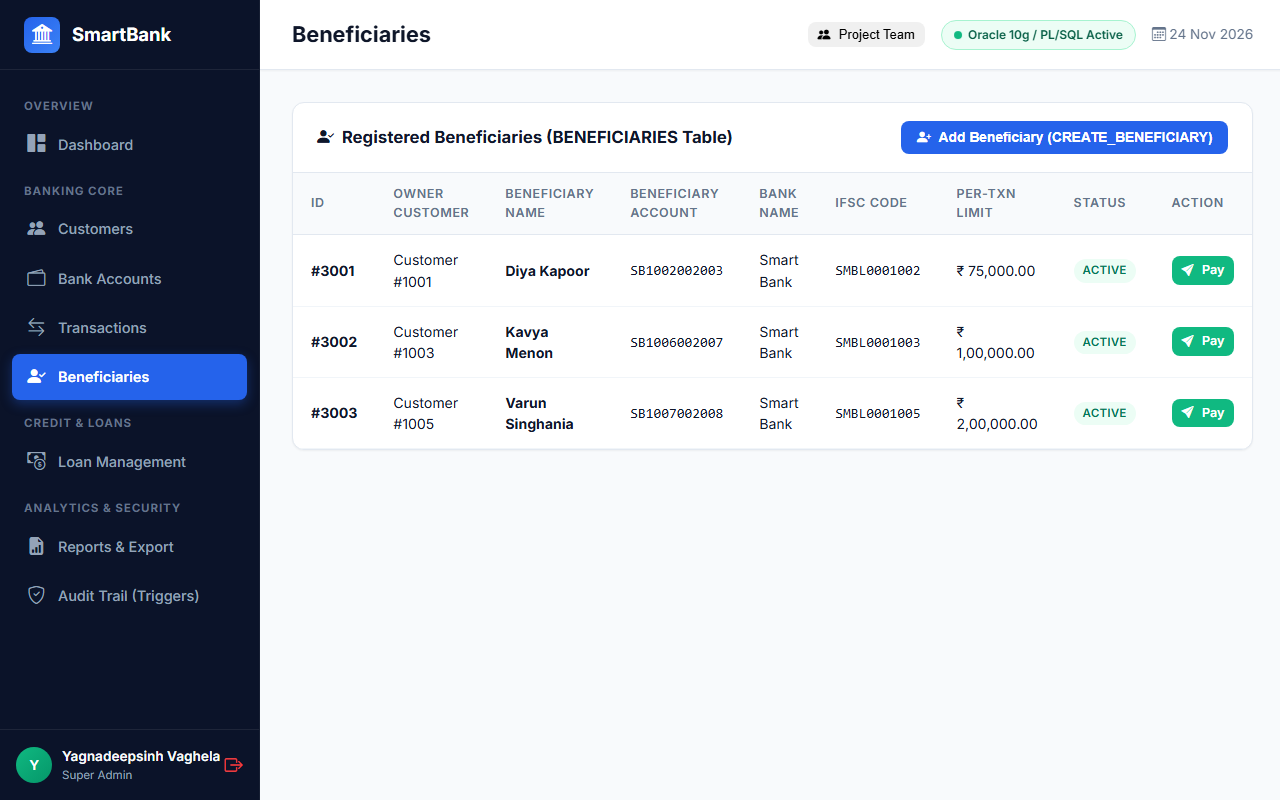 SmartBank
Beneficiaries
Project Team
Oracle 10g / PL/SQL Active
24 Nov 2026
OVERVIEW
Dashboard
BANKING CORE
Customers
Bank Accounts
Transactions
Beneficiaries
CREDIT & LOANS
Loan Management
ANALYTICS & SECURITY
Reports & Export
Audit Trail (Triggers)
Y
Yagnadeepsinh Vaghela
Super Admin
Registered Beneficiaries (BENEFICIARIES Table)
Add Beneficiary (CREATE_BENEFICIARY)
ID
OWNER
CUSTOMER
BENEFICIARY
NAME
BENEFICIARY
ACCOUNT
BANK
NAME
IFSC CODE
PER-TXN
LIMIT
STATUS
ACTION
#3001
Customer
#1001
Diya Kapoor
SB1002002003
Smart
Bank
SMBL0001002
₹ 75,000.00
ACTIVE
Pay
#3002
Customer
#1003
Kavya
Menon
SB1006002007
Smart
Bank
SMBL0001003
₹
1,00,000.00
ACTIVE
Pay
#3003
Customer
#1005
Varun
Singhania
SB1007002008
Smart
Bank
SMBL0001005
₹
2,00,000.00
ACTIVE
Pay